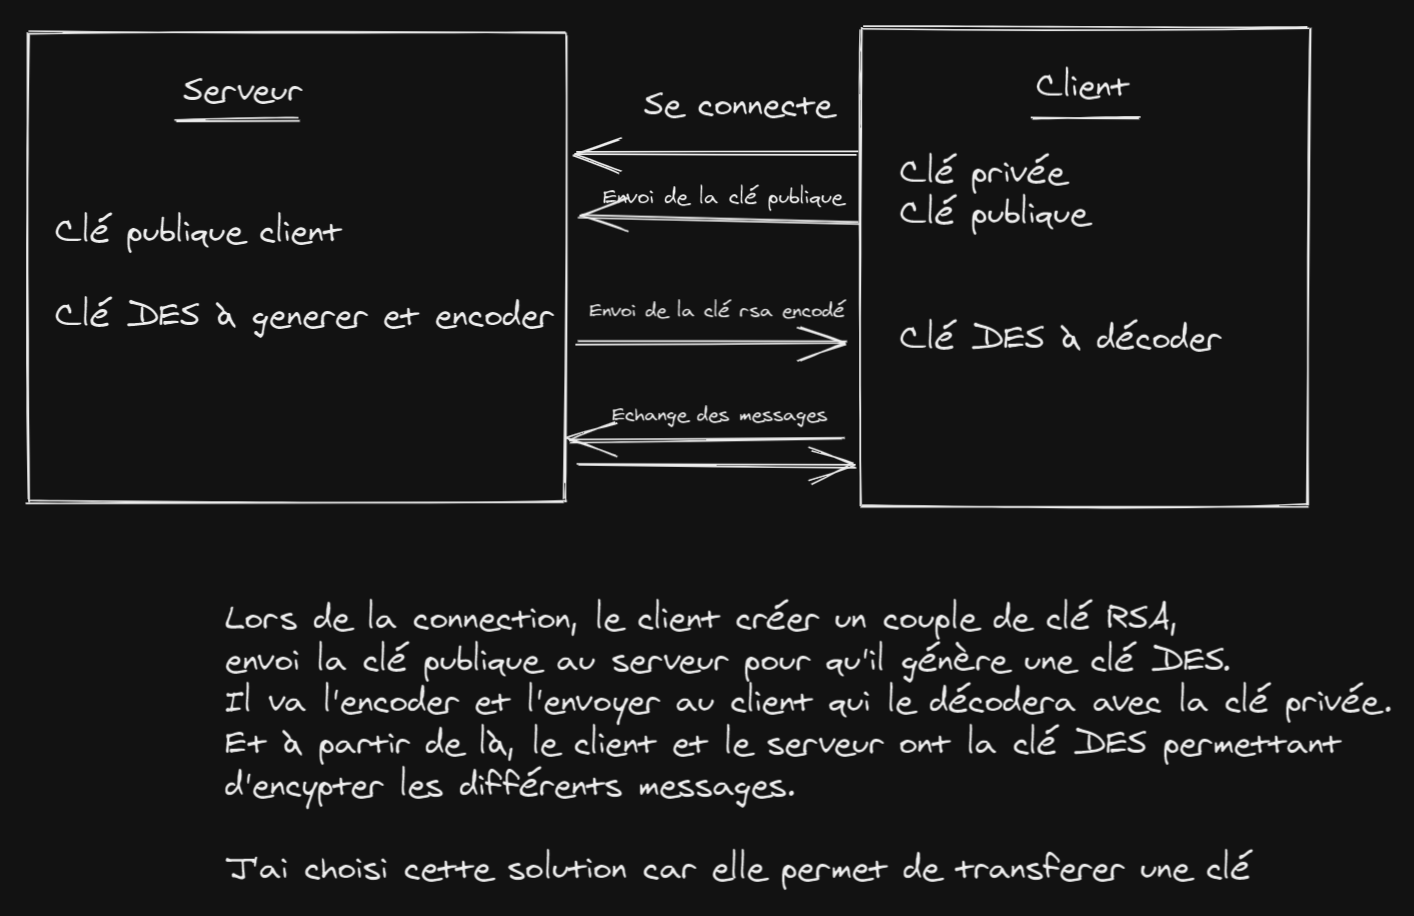 Serveur
Clé publique client
Clé DES à generer et encoder
Se connecte
Envoi de la clé publique
Envoi de la clé rsa encodé
Echange des messages
Client
Clé privée
Clé publique
Clé DES à décoder
Lors de la connection, le client créer un couple de clé RSA,
envoi la clé publique au serveur pour qu'il génère une clé DES.
Il va l'encoder et l'envoyer au client qui le décodera avec la clé privée.
Et à partir de là, le client et le serveur ont la clé DES permettant
d'encypter les différents messages.
J'ai choisi cette solution car elle permet de transferer une clé